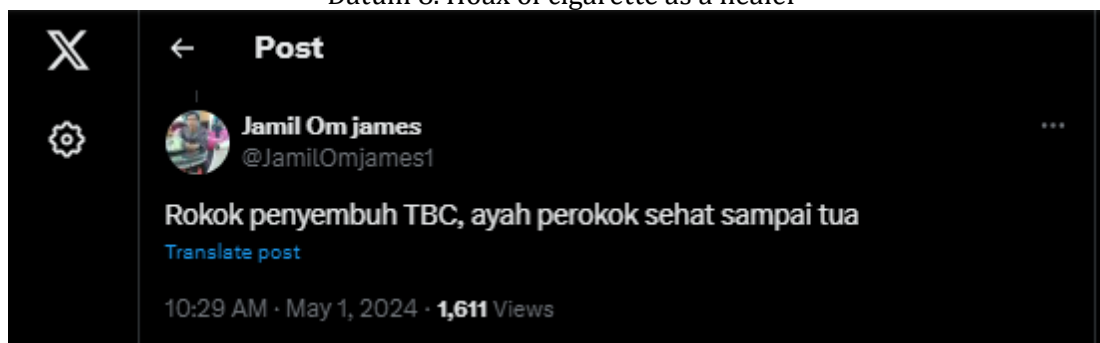 Datum 6. Hoax of cigarette as a healer
← Post
Jamil Om james
@JamilOmjames1
Rokok penyembuh TBC, ayah perokok sehat sampai tua
Translate post
10:29 AM · May 1, 2024 · 1,611 Views